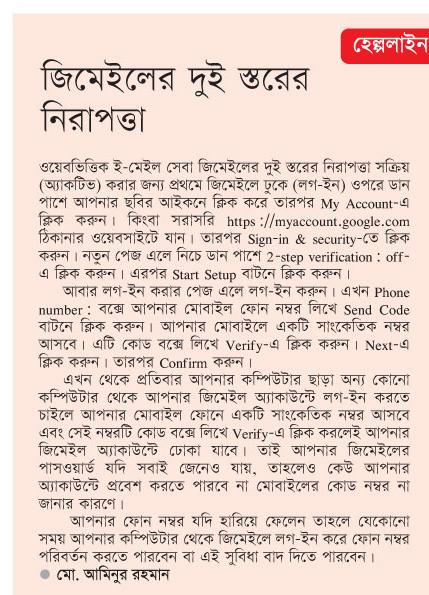 হেল্পলাইন
জিমেইলের দুই স্তরের
নিরাপত্তা
ওয়েবভিত্তিক ই-মেইল সেবা জিমেইলের দুই স্তরের নিরাপত্তা সক্রিয়
(অ্যাকটিভ) করার জন্য প্রথমে জিমেইলে ঢুকে (লগ-ইন) ওপরে ডান
পাশে আপনার ছবির আইকনে ক্লিক করে তারপর My Account-এ
ক্লিক করুন। কিংবা সরাসরি https ://myaccount.google.com
ঠিকানার ওয়েবসাইটে যান। তারপর Sign-in & security-তে ক্লিক
করুন। নতুন পেজ এলে নিচে ডান পাশে 2-step verification : off-
এ ক্লিক করুন। এরপর Start Setup বাটনে ক্লিক করুন।
আবার লগ-ইন করার পেজ এলে লগ-ইন করুন। এখন Phone
number : বক্সে আপনার মোবাইল ফোন নম্বর লিখে Send Code
বাটনে ক্লিক করুন। আপনার মোবাইলে একটি সাংকেতিক নম্বর
আসবে। এটি কোড বক্সে লিখে Verify-এ ক্লিক করুন। Next-এ
ক্লিক করুন। তারপর Confirm করুন।
এখন থেকে প্রতিবার আপনার কম্পিউটার ছাড়া অন্য কোনো
কম্পিউটার থেকে আপনার জিমেইল অ্যাকাউন্টে লগ-ইন করতে
চাইলে আপনার মোবাইল ফোনে একটি সাংকেতিক নম্বর আসবে
এবং সেই নম্বরটি কোড বক্সে লিখে Verify-এ ক্লিক করলেই আপনার
জিমেইল অ্যাকাউন্টে ঢোকা যাবে। তাই আপনার জিমেইলের
পাসওয়ার্ড যদি সবাই জেনেও যায়, তাহলেও কেউ আপনার
অ্যাকাউন্টে প্রবেশ করতে পারবে না মোবাইলের কোড নম্বর না
জানার কারণে।
আপনার ফোন নম্বর যদি হারিয়ে ফেলেন তাহলে যেকোনো
সময় আপনার কম্পিউটার থেকে জিমেইলে লগ-ইন করে ফোন নম্বর
পরিবর্তন করতে পারবেন বা এই সুবিধা বাদ দিতে পারবেন।
মো. আমিনুর রহমান